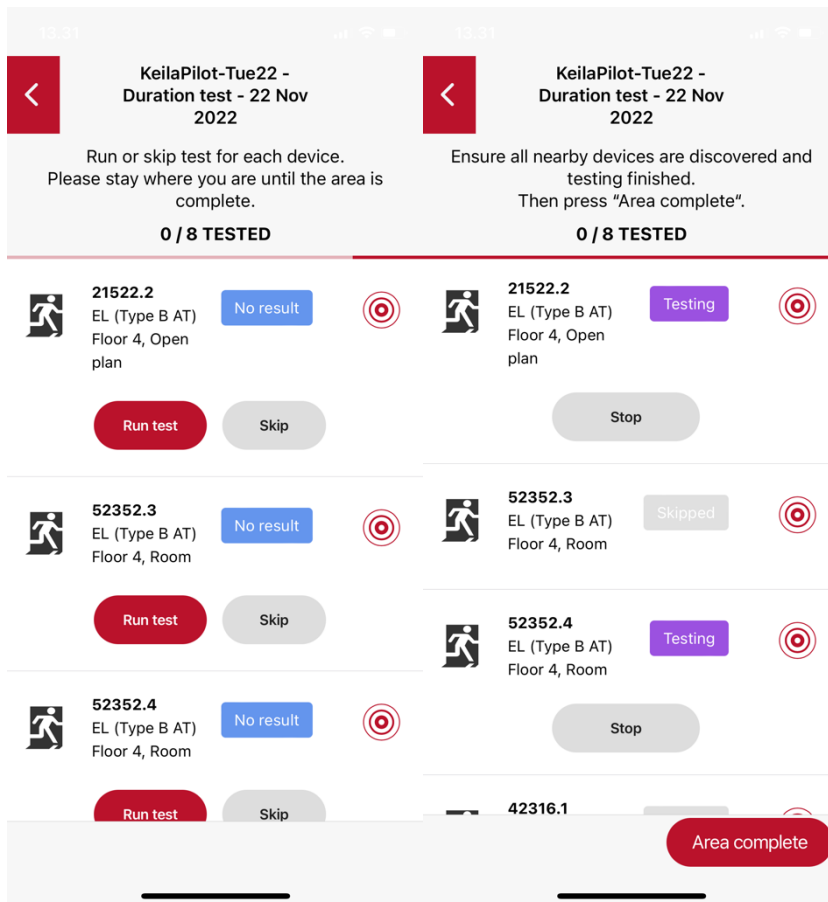 13.31
KeilaPilot-Tue22 -
Duration test - 22 Nov
2022
Run or skip test for each device.
Please stay where you are until the area is
complete.
0 / 8 TESTED
21522.2
EL (Type B AT)
Floor 4, Open
plan
No result
Run test
Skip
52352.3
EL (Type B AT)
Floor 4, Room
No result
Run test
Skip
52352.4
EL (Type B AT)
Floor 4, Room
No result
Run test
Skip
13.31
KeilaPilot-Tue22 -
Duration test - 22 Nov
2022
Ensure all nearby devices are discovered and
testing finished.
Then press “Area complete“.
0 / 8 TESTED
21522.2
EL (Type B AT)
Floor 4, Open
plan
Testing
Stop
52352.3
EL (Type B AT)
Floor 4, Room
Skipped
52352.4
EL (Type B AT)
Floor 4, Room
Testing
Stop
42316.1
Area complete